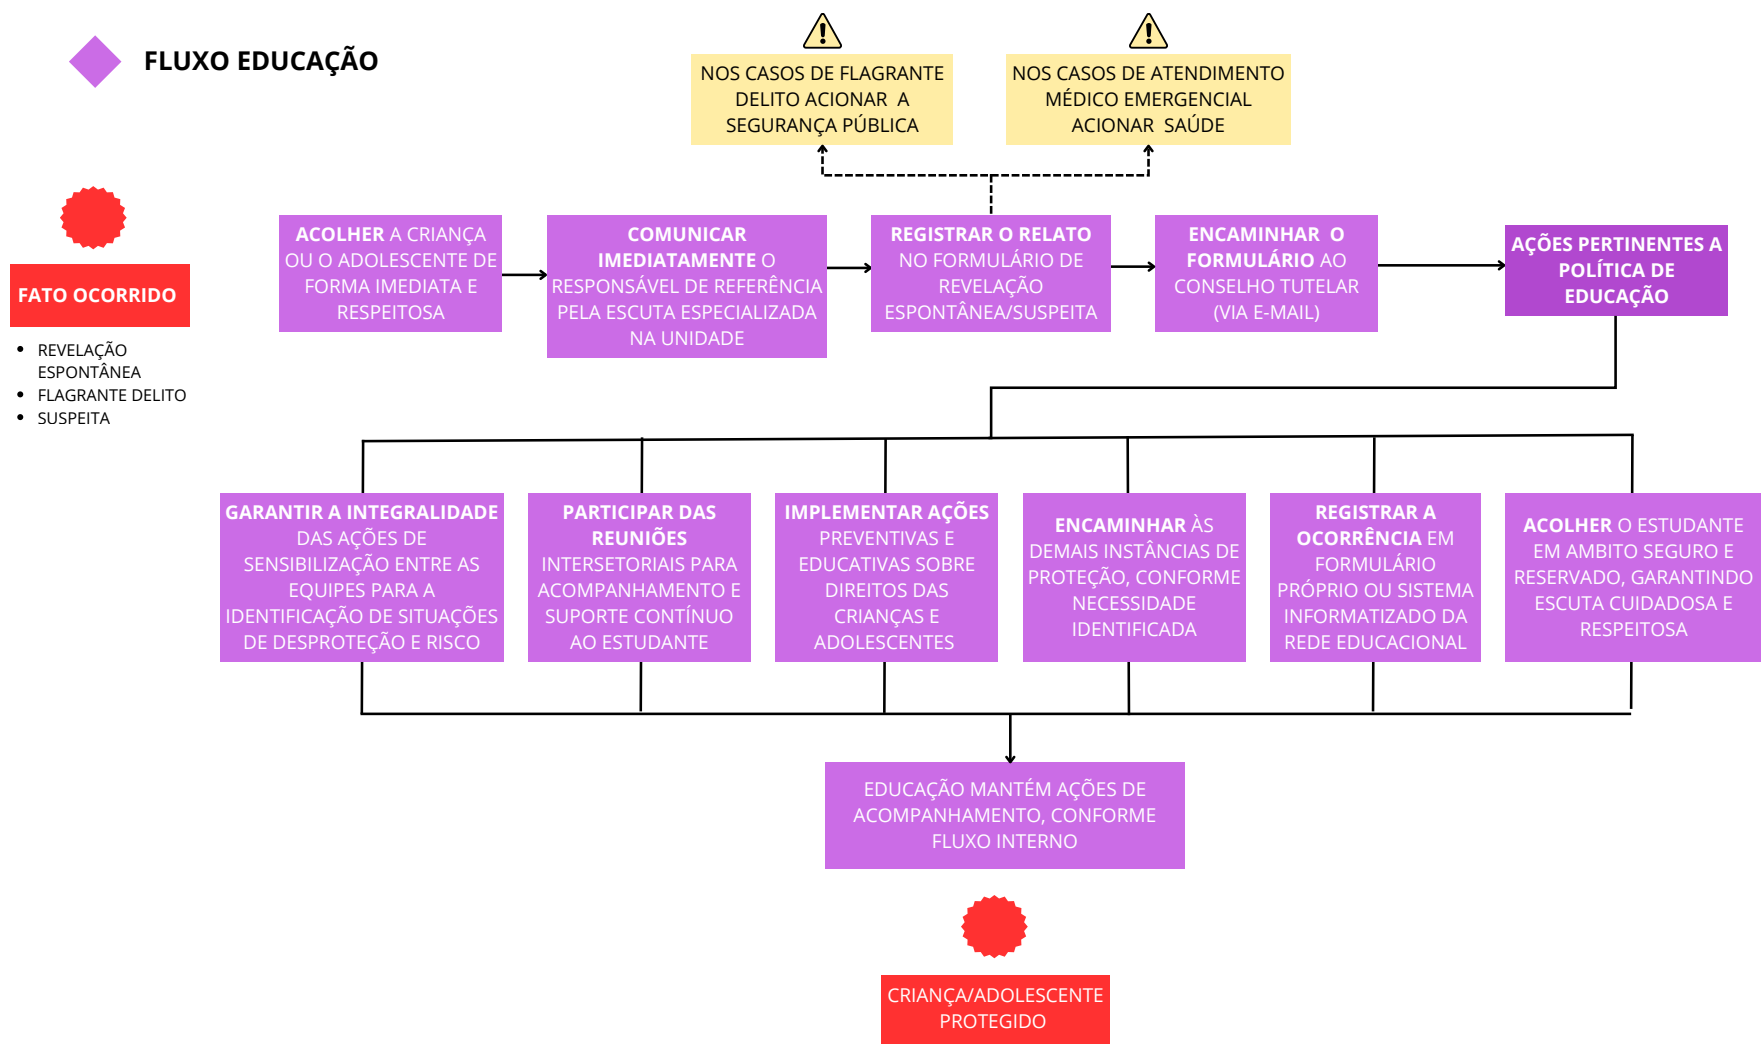 FLUXO EDUCAÇÃO
NOS CASOS DE FLAGRANTE
DELITO ACIONAR A
SEGURANÇA PÚBLICA
NOS CASOS DE ATENDIMENTO
MÉDICO EMERGENCIAL
ACIONAR SAÚDE
FATO OCORRIDO
• REVELAÇÃO
ESPONTÂNEA
• FLAGRANTE DELITO
• SUSPEITA
ACOLHER A CRIANÇA
OU O ADOLESCENTE DE
FORMA IMEDIATA E
RESPEITOSA
COMUNICAR
IMEDIATAMENTE O
RESPONSÁVEL DE REFERÊNCIA
PELA ESCUTA ESPECIALIZADA
NA UNIDADE
REGISTRAR O RELATO
NO FORMULÁRIO DE
REVELAÇÃO
ESPONTÂNEA/SUSPEITA
ENCAMINHAR O
FORMULÁRIO AO
CONSELHO TUTELAR
(VIA E-MAIL)
AÇÕES PERTINENTES A
POLÍTICA DE
EDUCAÇÃO
GARANTIR A INTEGRALIDADE
DAS AÇÕES DE
SENSIBILIZAÇÃO ENTRE AS
EQUIPES PARA A
IDENTIFICAÇÃO DE SITUAÇÕES
DE DESPROTEÇÃO E RISCO
PARTICIPAR DAS
REUNIÕES
INTERSETORIAIS PARA
ACOMPANHAMENTO E
SUPORTE CONTÍNUO
AO ESTUDANTE
IMPLEMENTAR AÇÕES
PREVENTIVAS E
EDUCATIVAS SOBRE
DIREITOS DAS
CRIANÇAS E
ADOLESCENTES
ENCAMINHAR ÀS
DEMAIS INSTÂNCIAS DE
PROTEÇÃO, CONFORME
NECESSIDADE
IDENTIFICADA
REGISTRAR A
OCORRÊNCIA EM
FORMULÁRIO
PRÓPRIO OU SISTEMA
INFORMATIZADO DA
REDE EDUCACIONAL
ACOLHER O ESTUDANTE
EM AMBITO SEGURO E
RESERVADO, GARANTINDO
ESCUTA CUIDADOSA E
RESPEITOSA
EDUCAÇÃO MANTÉM AÇÕES DE
ACOMPANHAMENTO, CONFORME
FLUXO INTERNO
CRIANÇA/ADOLESCENTE
PROTEGIDO